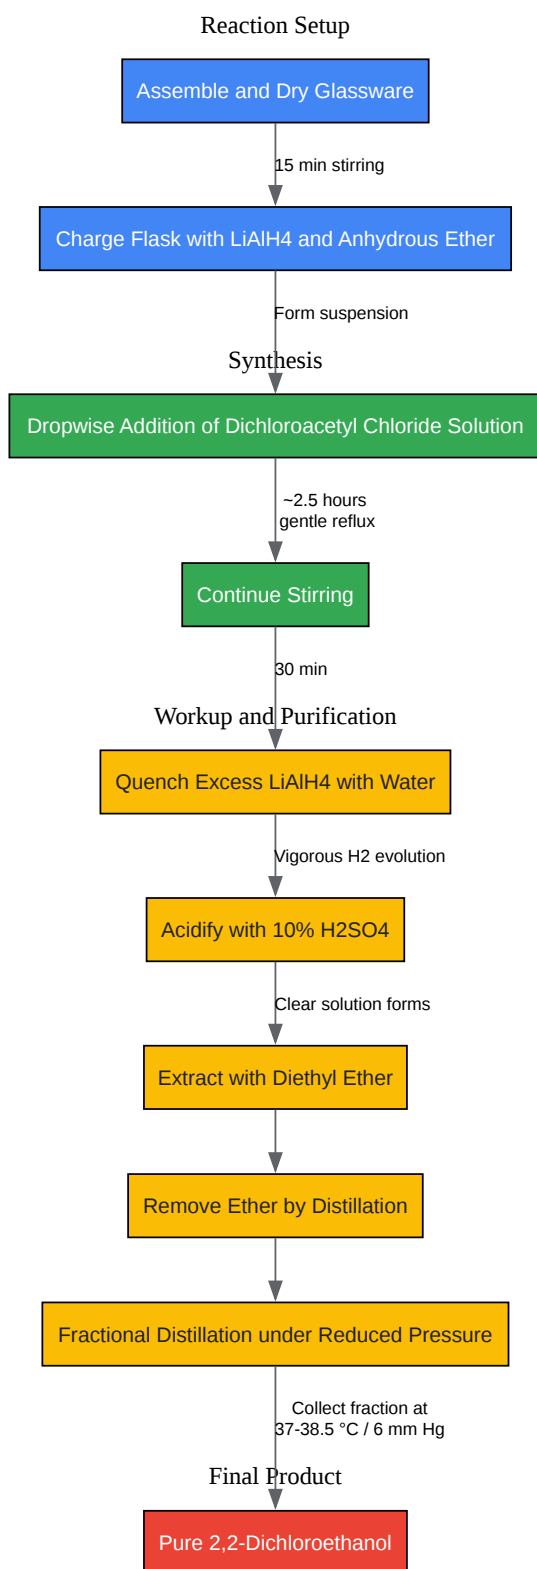 Reaction Setup
Assemble and Dry Glassware
15 min stirring
Charge Flask with LiAlH4 and Anhydrous Ether
Form suspension
Synthesis
Dropwise Addition of Dichloroacetyl Chloride Solution
~2.5 hours
gentle reflux
Continue Stirring
30 min
Workup and Purification
Quench Excess LiAlH4 with Water
Vigorous H2 evolution
Acidify with 10% H2SO4
Clear solution forms
Extract with Diethyl Ether
Remove Ether by Distillation
Fractional Distillation under Reduced Pressure
Collect fraction at
37-38.5 °C / 6 mm Hg
Final Product
Pure 2,2-Dichloroethanol